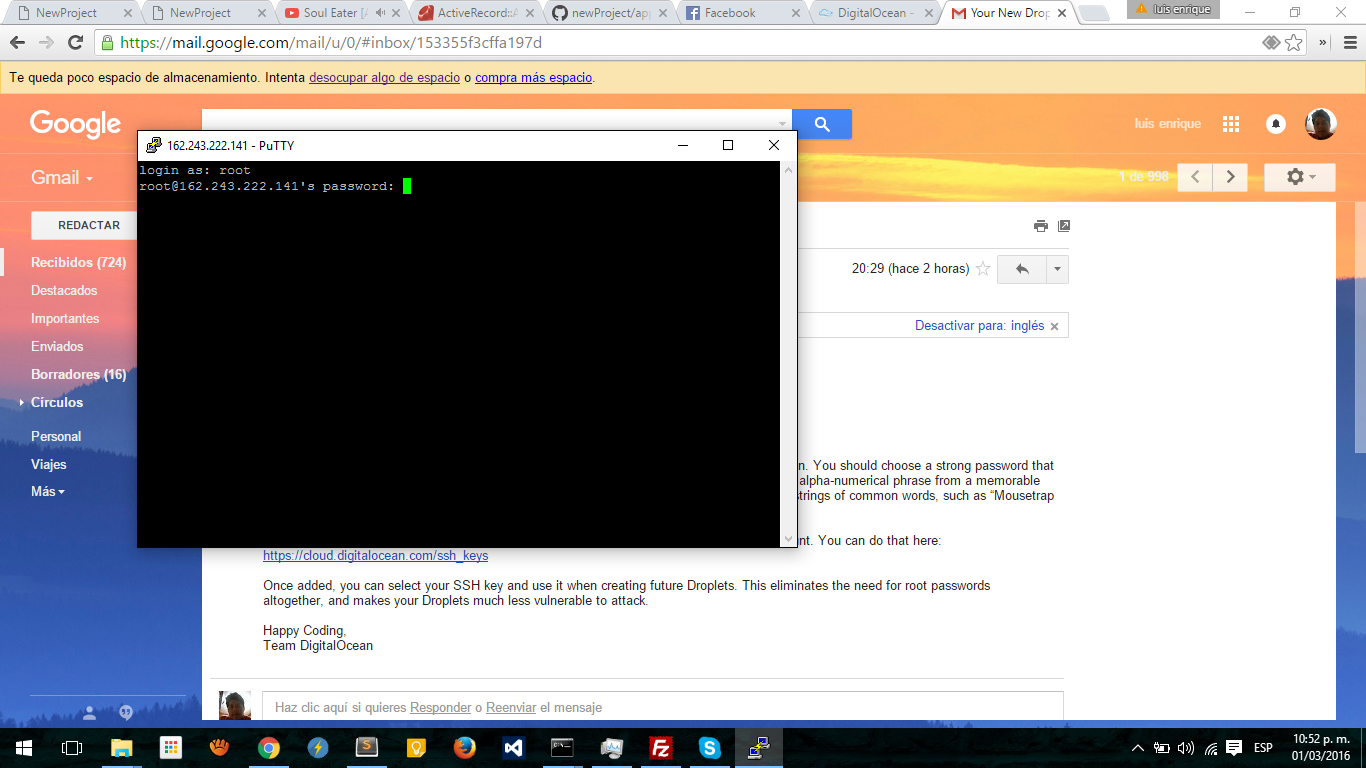 NewProject
NewProject
Soul Eater [A
ActiveRecord::A
newProject/app
Facebook
DigitalOcean -
Your New Drop
luis enrique
https://mail.google.com/mail/u/0/#inbox/153355f3cffa197d
Te queda poco espacio de almacenamiento. Intenta desocupar algo de espacio o compra más espacio.
Google
luis enrique
162.243.222.141 - PuTTY
login as: root
root@162.243.222.141's password:
Gmail
1 de 998
REDACTAR
Recibidos (724)
Destacados
Importantes
Enviados
Borradores (16)
Círculos
Personal
Viajes
Más
20:29 (hace 2 horas)
Desactivar para: inglés
n. You should choose a strong password that
alpha-numerical phrase from a memorable
strings of common words, such as “Mousetrap
nt. You can do that here:
https://cloud.digitalocean.com/ssh_keys
Once added, you can select your SSH key and use it when creating future Droplets. This eliminates the need for root passwords
altogether, and makes your Droplets much less vulnerable to attack.
Happy Coding,
Team DigitalOcean
Haz clic aquí si quieres Responder o Reenviar el mensaje
ESP
10:52 p. m.
01/03/2016